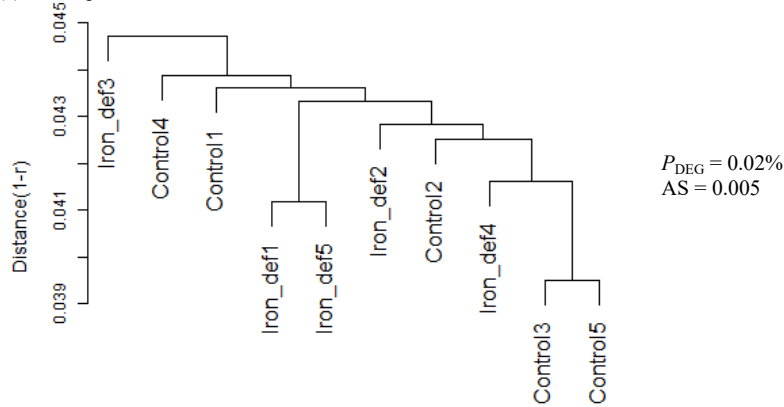 0.045
0.043
0.041
0.039
Distance(1-r)
Iron_def3
Control4
Control1
Iron_def1
Iron_def5
Iron_def2
Control2
Iron_def4
Control3
Control5
P_DEG = 0.02%
AS = 0.005